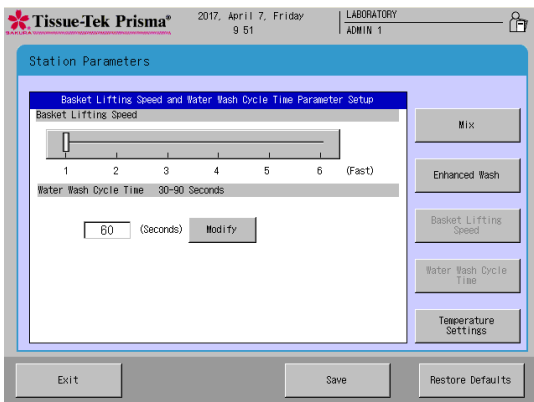 Tissue-Tek Prisma®
SAKURA
2017, April 7, Friday
9 51
LABORATORY
ADMIN 1
Station Parameters
Basket Lifting Speed and Water Wash Cycle Time Parameter Setup
Basket Lifting Speed
1 2 3 4 5 6 (Fast)
Water Wash Cycle Time 30-90 Seconds
60 (Seconds) Modify
Mix
Enhanced Wash
Basket Lifting
Speed
Water Wash Cycle
Time
Temperature
Settings
Exit
Save
Restore Defaults